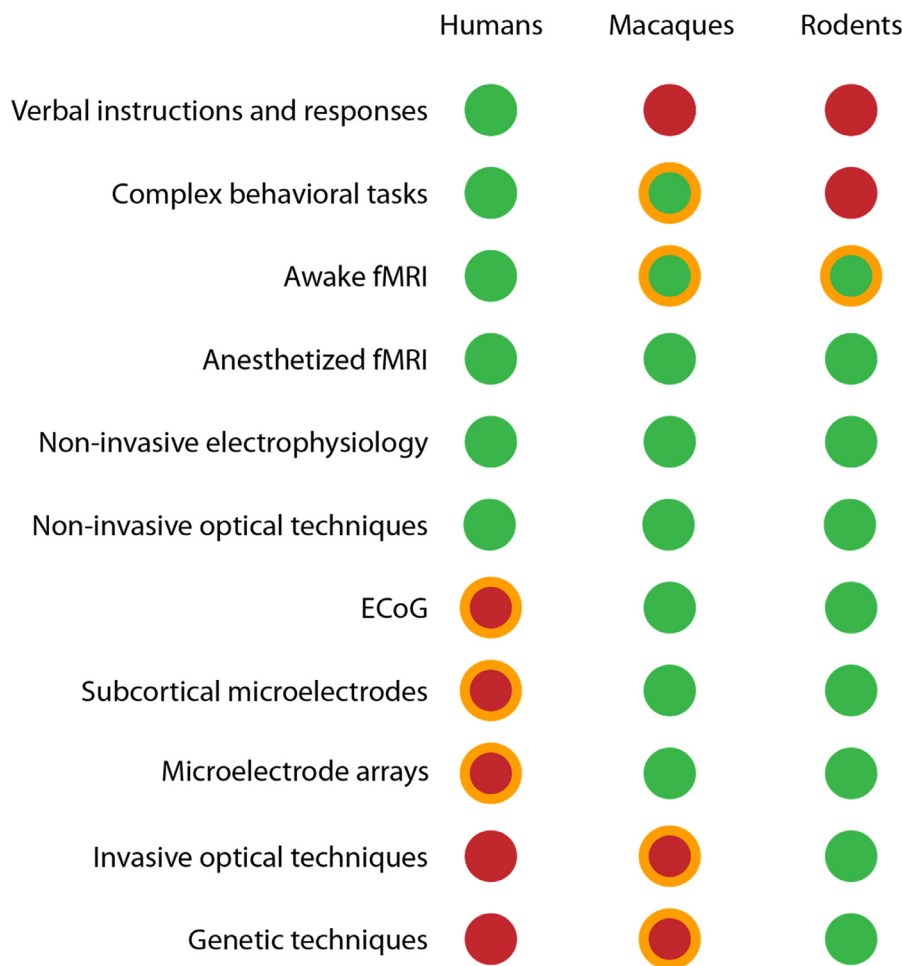 Humans Macaques Rodents
Verbal instructions and responses
Complex behavioral tasks
Awake fMRI
Anesthetized fMRI
Non-invasive electrophysiology
Non-invasive optical techniques
ECoG
Subcortical microelectrodes
Microelectrode arrays
Invasive optical techniques
Genetic techniques